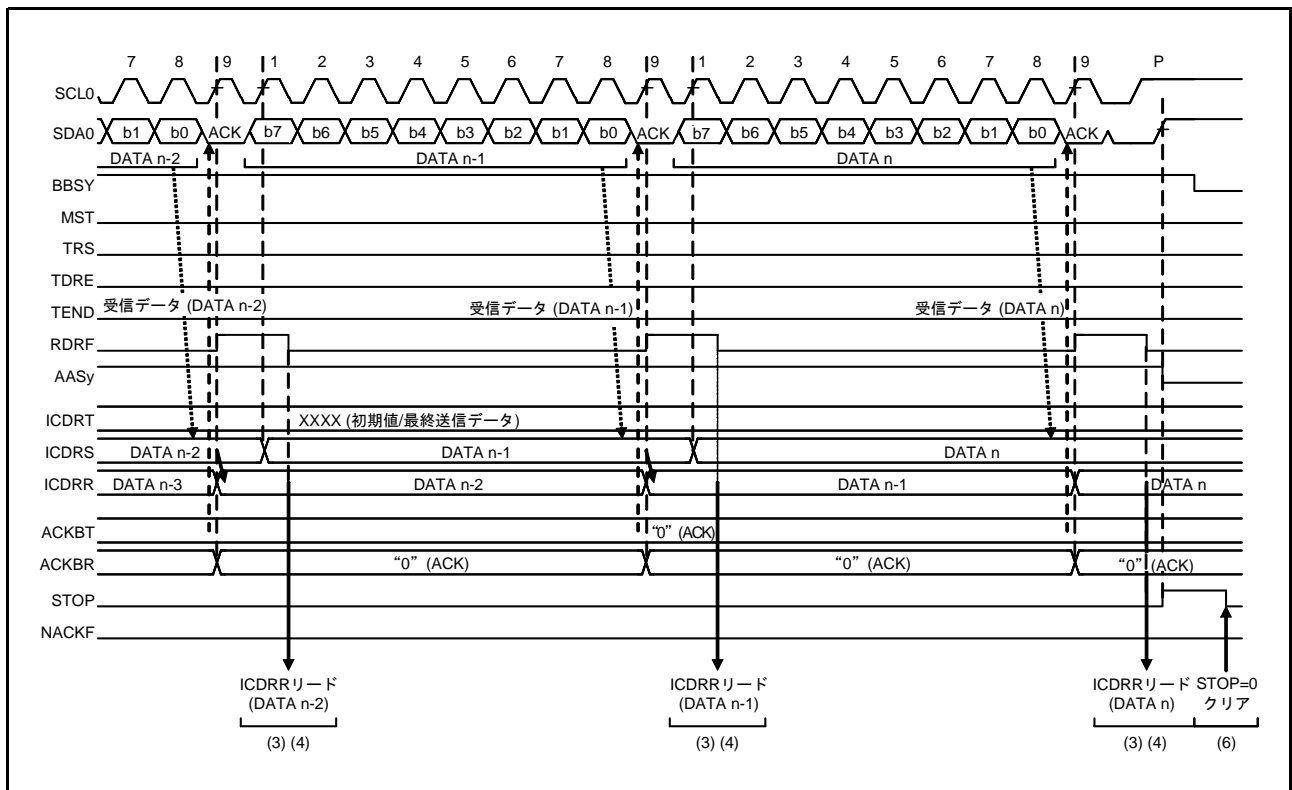 7 8 9 1 2 3 4 5 6 7 8 9 1 2 3 4 5 6 7 8 9 P
SCL0
SDA0 b1 b0 ACK b7 b6 b5 b4 b3 b2 b1 b0 ACK b7 b6 b5 b4 b3 b2 b1 b0 ACK
DATA n-2 DATA n-1 DATA n
BBSY
MST
TRS
TDRE
受信データ (DATA n-2) 受信データ (DATA n-1) 受信データ (DATA n)
TEND
RDRF
AASy
ICDRT XXXX (初期値/最終送信データ)
ICDRS DATA n-2 DATA n-1 DATA n
ICDRR DATA n-3 DATA n-2 DATA n-1 DATA n
ACKBT “0” (ACK)
ACKBR “0” (ACK) “0” (ACK) “0” (ACK)
STOP
NACKF
ICDRRリード ICDRRリード ICDRRリード STOP=0
(DATA n-2) (DATA n-1) (DATA n) クリア
(3) (4) (3) (4) (3) (4) (6)